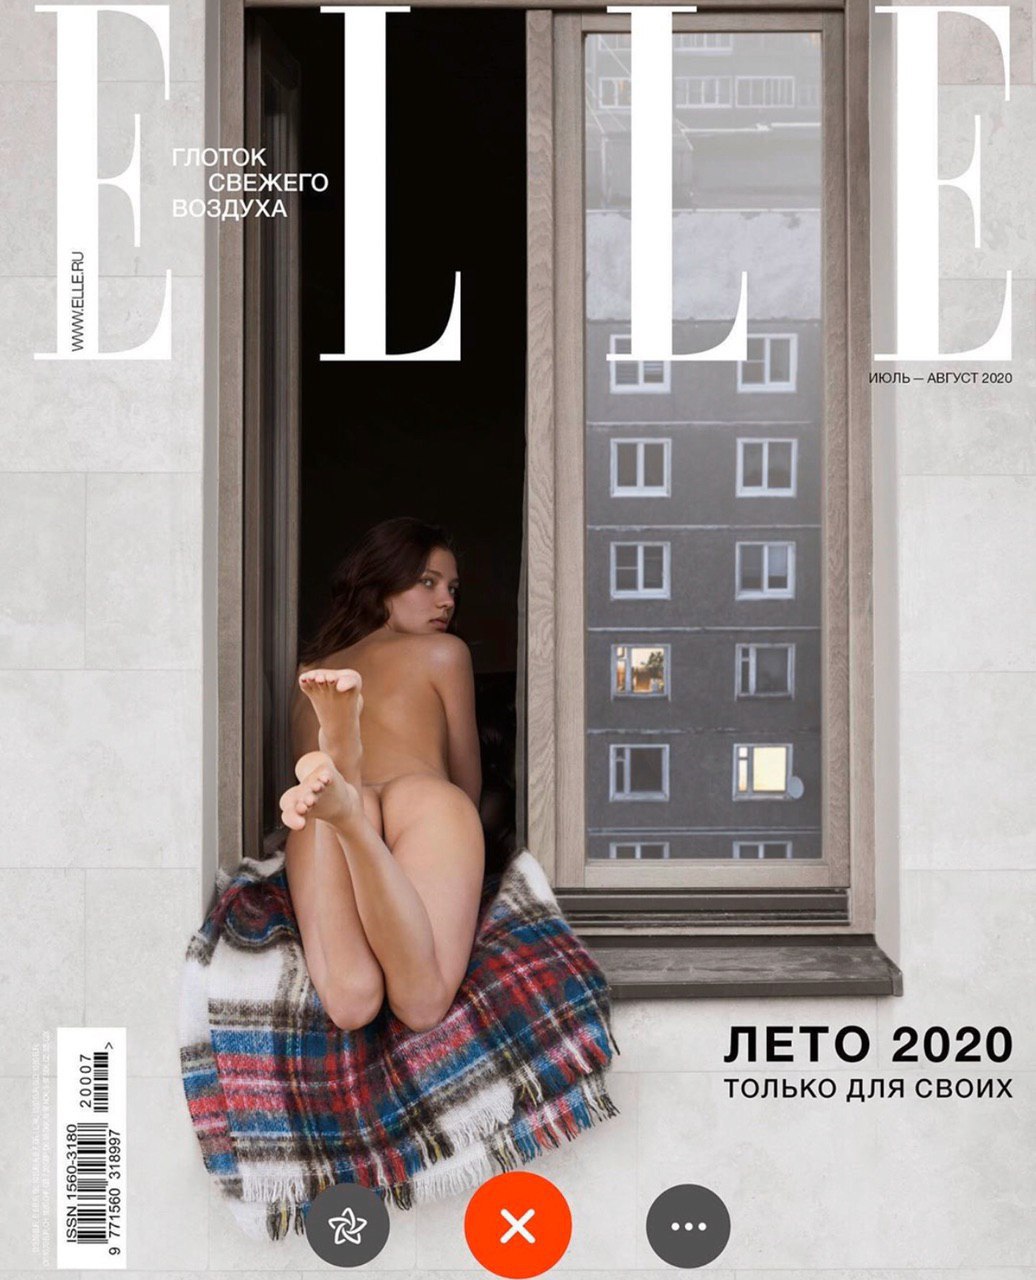 ELLE
ГЛОТОК
СВЕЖЕГО
ВОЗДУХА
WWW.ELLE.RU
ИЮЛЬ — АВГУСТ 2020
ЛЕТО 2020
ТОЛЬКО ДЛЯ СВОИХ
ISSN 1560-3180
20007 >
9 771560 318997